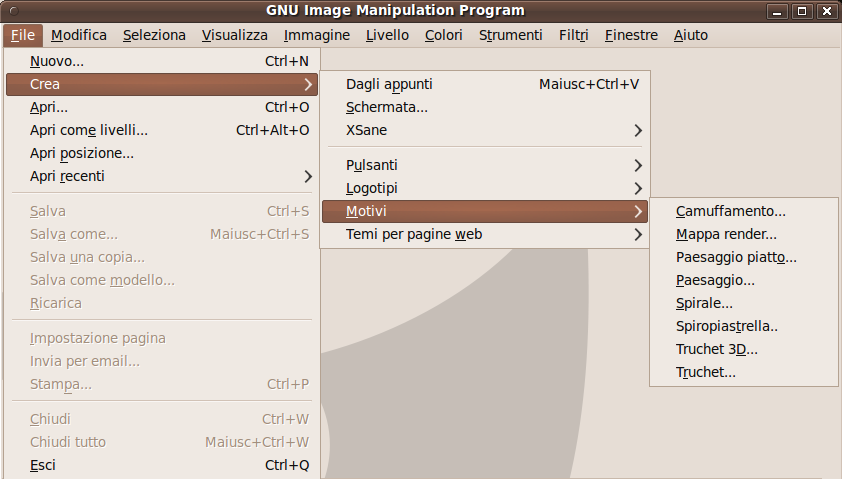 GNU Image Manipulation Program
File Modifica Seleziona Visualizza Immagine Livello Colori Strumenti Filtri Finestre Aiuto
Nuovo... Ctrl+N
Crea
Apri... Ctrl+O
Apri come livelli... Ctrl+Alt+O
Apri posizione...
Apri recenti
Salva Ctrl+S
Salva come... Maiusc+Ctrl+S
Salva una copia...
Salva come modello...
Ricarica
Impostazione pagina
Invia per email...
Stampa... Ctrl+P
Chiudi Ctrl+W
Chiudi tutto Maiusc+Ctrl+W
Esci Ctrl+Q
Dagli appunti Maiusc+Ctrl+V
Schermata...
XSane
Pulsanti
Logotipi
Motivi
Temi per pagine web
Camuffamento...
Mappa render...
Paesaggio piatto...
Paesaggio...
Spirale...
Spiropiastrella..
Truchet 3D...
Truchet...